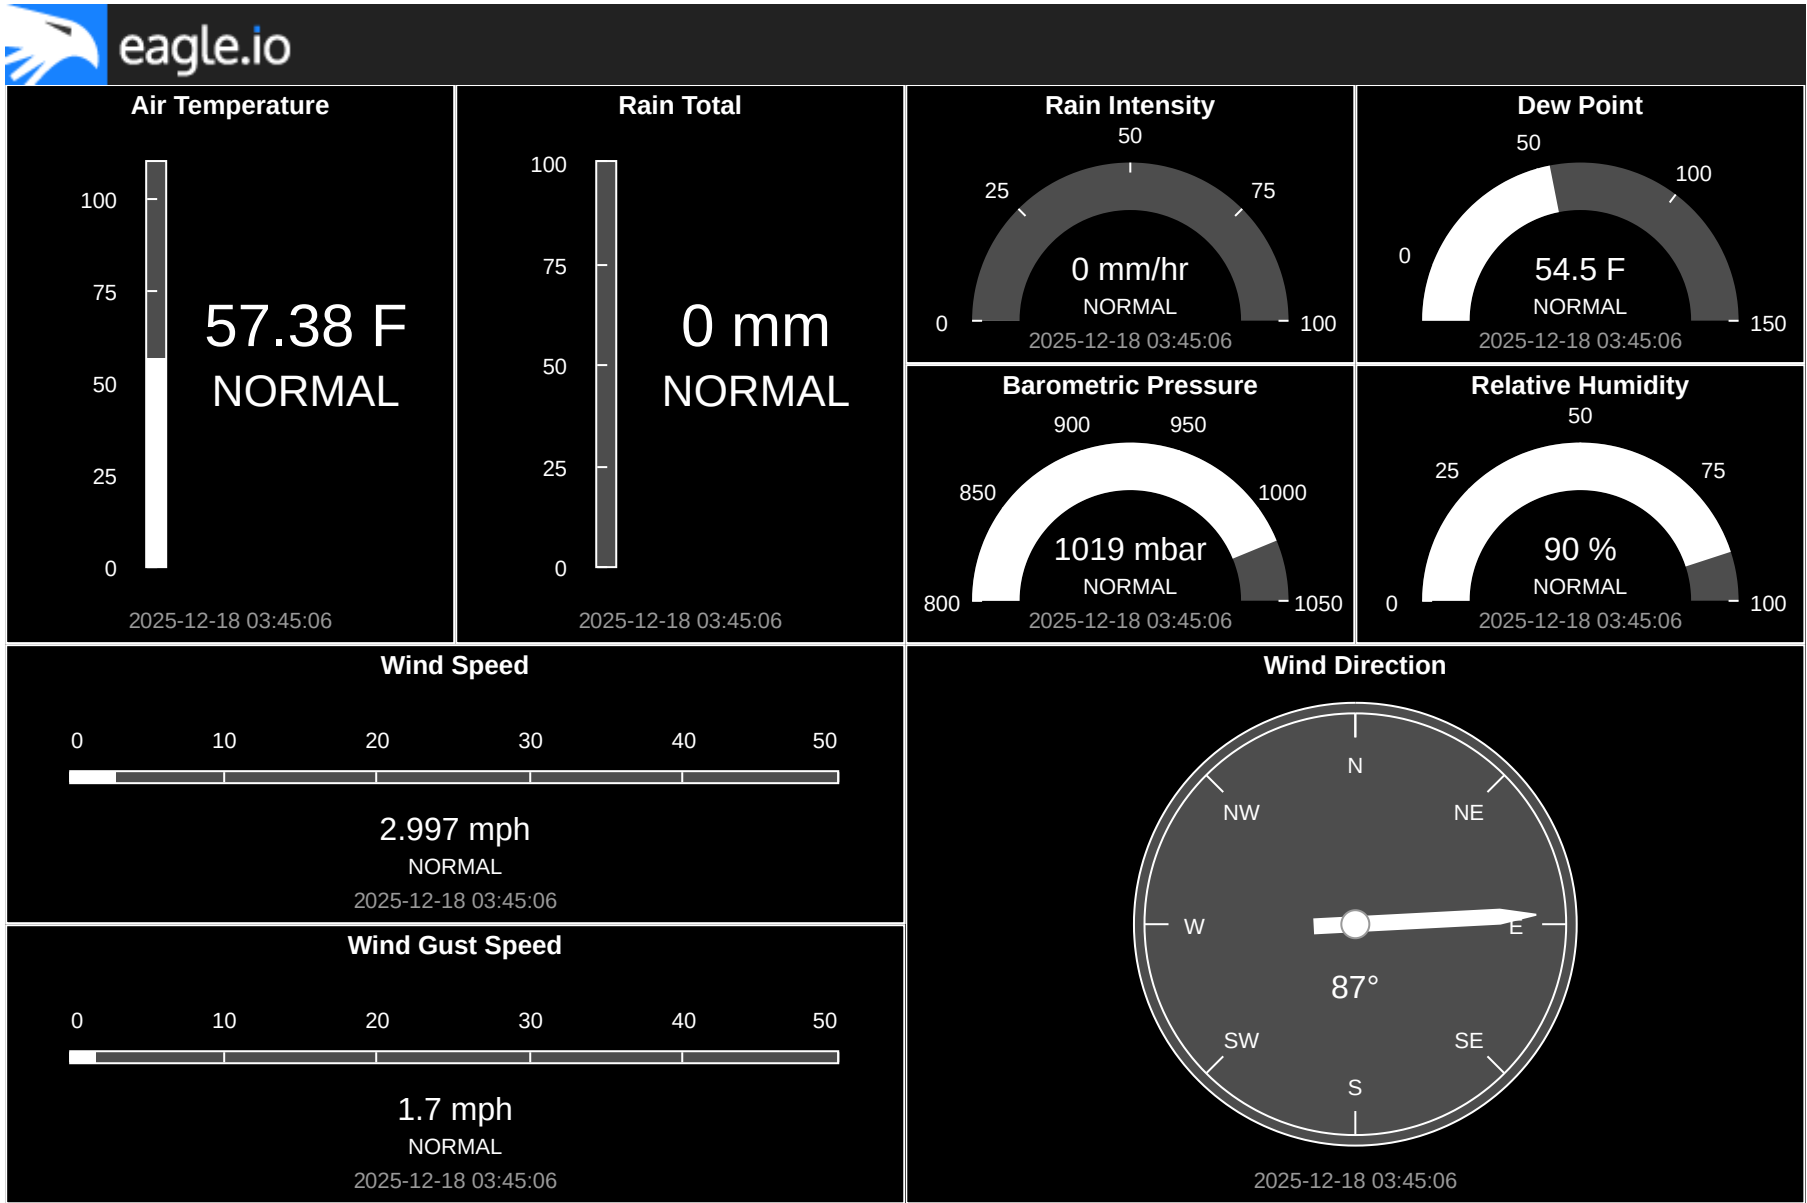 eagle.io
Air Temperature
100
75
50
25
0
57.38 F
NORMAL
2025-12-18 03:45:06
Rain Total
100
75
50
25
0
0 mm
NORMAL
2025-12-18 03:45:06
Rain Intensity
50
25
75
0
100
0 mm/hr
NORMAL
2025-12-18 03:45:06
Dew Point
50
100
0
150
54.5 F
NORMAL
2025-12-18 03:45:06
Barometric Pressure
900
950
850
1000
800
1050
1019 mbar
NORMAL
2025-12-18 03:45:06
Relative Humidity
50
25
75
0
100
90 %
NORMAL
2025-12-18 03:45:06
Wind Speed
0 10 20 30 40 50
2.997 mph
NORMAL
2025-12-18 03:45:06
Wind Gust Speed
0 10 20 30 40 50
1.7 mph
NORMAL
2025-12-18 03:45:06
Wind Direction
N
NW NE
W E
87°
SW SE
S
2025-12-18 03:45:06